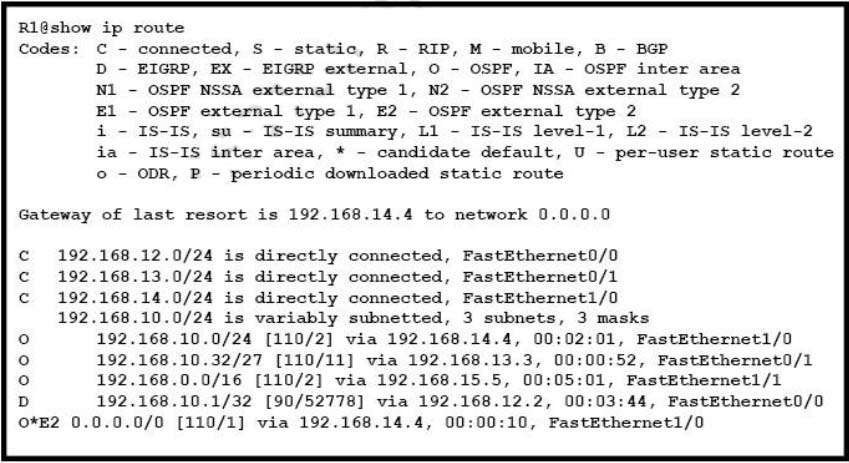 R1@show ip route
Codes: C - connected, S - static, R - RIP, M - mobile, B - BGP
D - EIGRP, EX - EIGRP external, O - OSPF, IA - OSPF inter area
N1 - OSPF NSSA external type 1, N2 - OSPF NSSA external type 2
E1 - OSPF external type 1, E2 - OSPF external type 2
i - IS-IS, su - IS-IS summary, L1 - IS-IS level-1, L2 - IS-IS level-2
ia - IS-IS inter area, * - candidate default, U - per-user static route
o - ODR, P - periodic downloaded static route
Gateway of last resort is 192.168.14.4 to network 0.0.0.0
C 192.168.12.0/24 is directly connected, FastEthernet0/0
C 192.168.13.0/24 is directly connected, FastEthernet0/1
C 192.168.14.0/24 is directly connected, FastEthernet1/0
192.168.10.0/24 is variably subnetted, 3 subnets, 3 masks
O 192.168.10.0/24 [110/2] via 192.168.14.4, 00:02:01, FastEthernet1/0
O 192.168.10.32/27 [110/11] via 192.168.13.3, 00:00:52, FastEthernet0/1
O 192.168.0.0/16 [110/2] via 192.168.15.5, 00:05:01, FastEthernet1/1
D 192.168.10.1/32 [90/52778] via 192.168.12.2, 00:03:44, FastEthernet0/0
O*E2 0.0.0.0/0 [110/1] via 192.168.14.4, 00:00:10, FastEthernet1/0